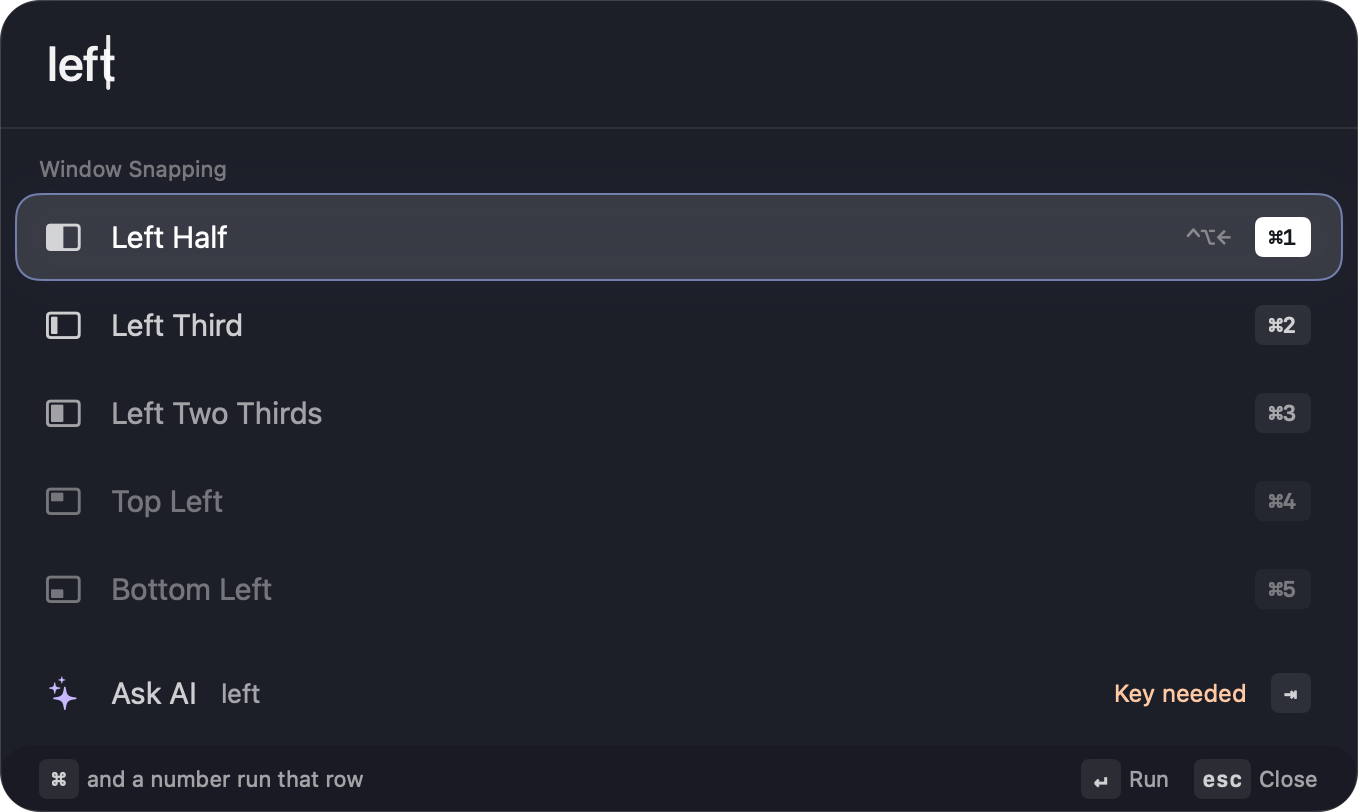 left
Window Snapping
Left Half ^⌥← ⌘1
Left Third ⌘2
Left Two Thirds ⌘3
Top Left ⌘4
Bottom Left ⌘5
Ask AI left Key needed ⇥
⌘ and a number run that row ↵ Run esc Close